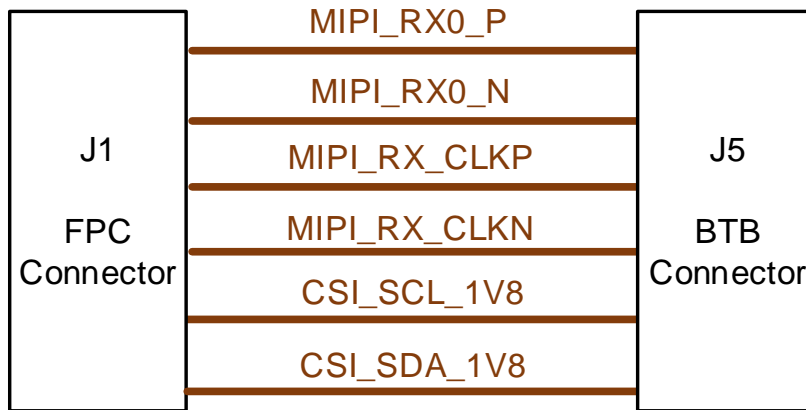 MIPI_RX0_P
MIPI_RX0_N
J1
J5
MIPI_RX_CLKP
FPC
Connector
MIPI_RX_CLKN
BTB
Connector
CSI_SCL_1V8
CSI_SDA_1V8